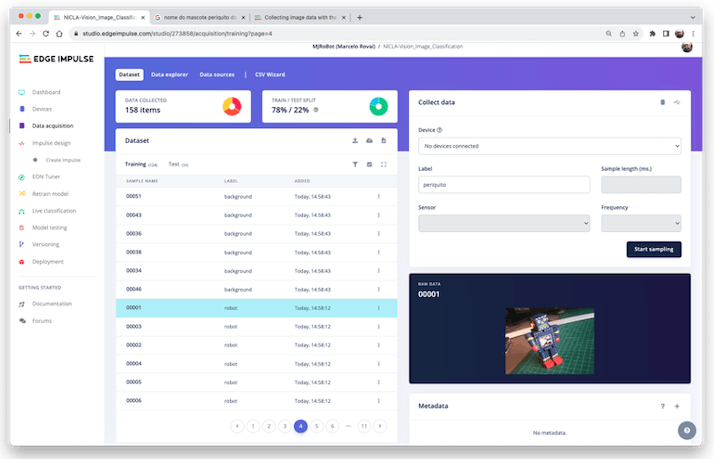 NICLA-Vision_Image_Classific
nome do mascote periquito do
Collecting image data with the
studio.edgeimpulse.com/studio/273858/acquisition/training?page=4
EDGE IMPULSE
MJRoBot (Marcelo Rovai) / NICLA-Vision_Image_Classification
Dashboard
Devices
Data acquisition
Impulse design
Create impulse
EON Tuner
Retrain model
Live classification
Model testing
Versioning
Deployment
GETTING STARTED
Documentation
Forums
Dataset Data explorer Data sources | CSV Wizard
DATA COLLECTED
158 items
TRAIN / TEST SPLIT
78% / 22%
Dataset
Training (124) Test (34)
SAMPLE NAME LABEL ADDED
00051 background Today, 14:58:43
00043 background Today, 14:58:43
00036 background Today, 14:58:43
00038 background Today, 14:58:43
00034 background Today, 14:58:43
00046 background Today, 14:58:43
00001 robot Today, 14:58:12
00003 robot Today, 14:58:12
00002 robot Today, 14:58:12
00004 robot Today, 14:58:12
00005 robot Today, 14:58:12
00006 robot Today, 14:58:12
1 2 3 4 5 6 ... 11
Collect data
Device
No devices connected
Label
Sample length (ms.)
periquito
Sensor
Frequency
Start sampling
RAW DATA
00001
Metadata
No metadata.